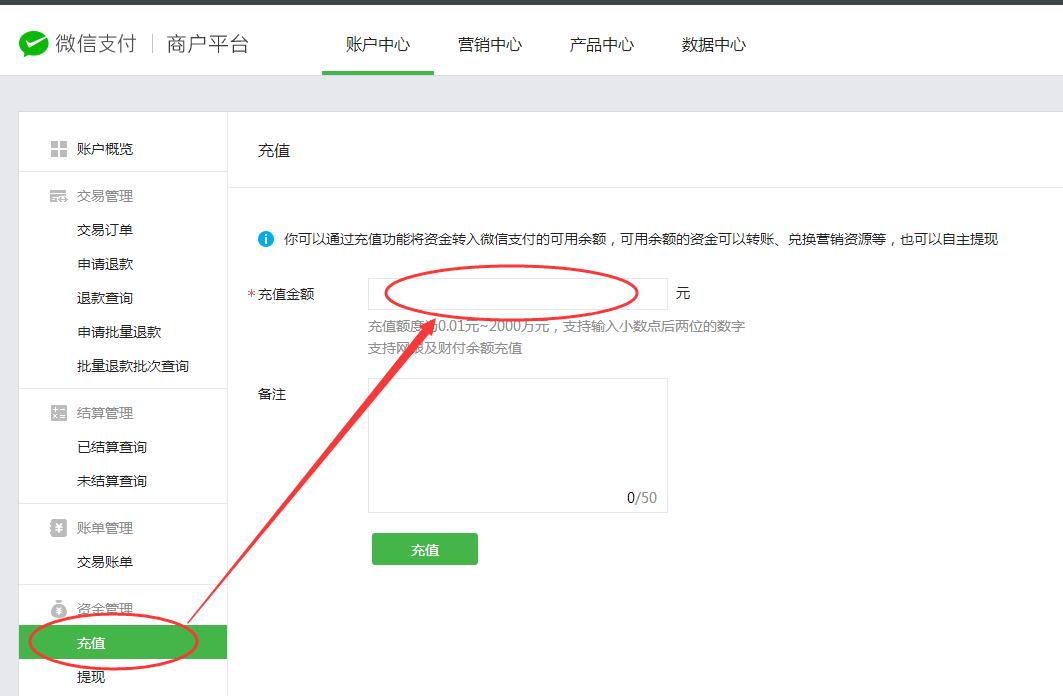 微信支付 商户平台 账户中心 营销中心 产品中心 数据中心
账户概览
交易管理
交易订单
申请退款
退款查询
申请批量退款
批量退款批次查询
结算管理
已结算查询
未结算查询
账单管理
交易账单
资金管理
充值
提现
充值
你可以通过充值功能将资金转入微信支付的可用余额，可用余额的资金可以转账、兑换营销资源等，也可以自主提现
*充值金额 元
充值额度为0.01元~2000万元，支持输入小数点后两位的数字
支持网银及财付余额充值
备注
0/50
充值